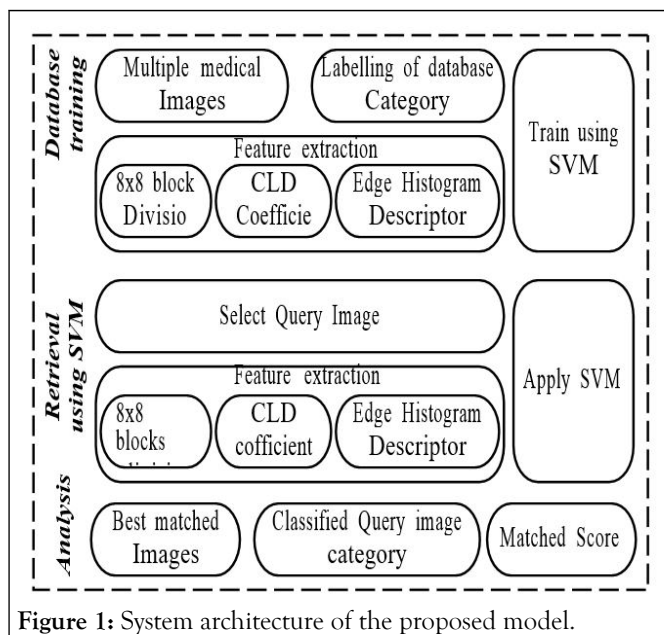 Database
training
Multiple medical
Images
Labelling of database
Category
Train using
SVM
Feature extraction
8x8 block
Divisio
CLD
Coefficie
Edge Histogram
Descriptor
Retrieval
using SVM
Select Query Image
Apply SVM
Feature extraction
8x8
blocks
CLD
cofficient
Edge Histogram
Descriptor
Analysis
Best matched
Images
Classified Query image
category
Matched Score
Figure 1: System architecture of the proposed model.